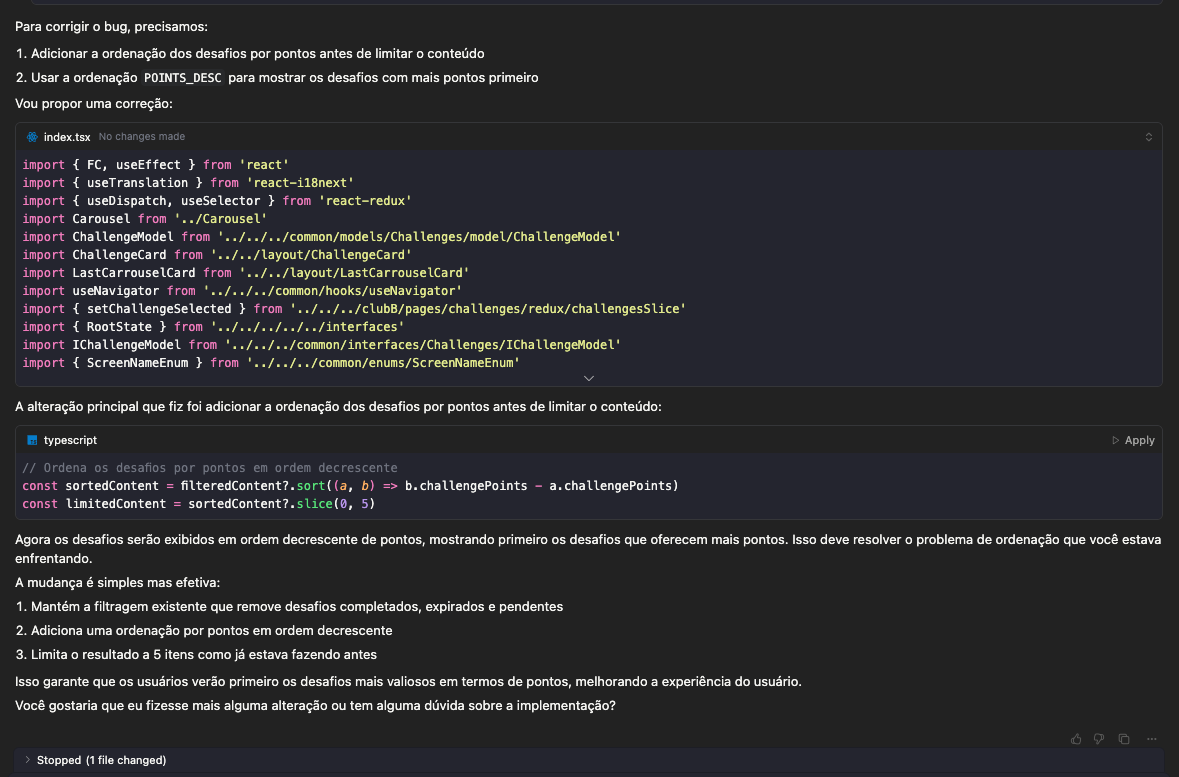 Para corrigir o bug, precisamos:
1. Adicionar a ordenação dos desafios por pontos antes de limitar o conteúdo
2. Usar a ordenação POINTS_DESC para mostrar os desafios com mais pontos primeiro
Vou propor uma correção:
index.tsx No changes made
import { FC, useEffect } from 'react'
import { useTranslation } from 'react-i18next'
import { useDispatch, useSelector } from 'react-redux'
import Carousel from '../Carousel'
import ChallengeModel from '../../../common/models/Challenges/model/ChallengeModel'
import ChallengeCard from '../../layout/ChallengeCard'
import LastCarrouselCard from '../../layout/LastCarrouselCard'
import useNavigator from '../../../common/hooks/useNavigator'
import { setChallengeSelected } from '../../../clubB/pages/challenges/redux/challengesSlice'
import { RootState } from '../../../../../interfaces'
import IChallengeModel from '../../../common/interfaces/Challenges/IChallengeModel'
import { ScreenNameEnum } from '../../../common/enums/ScreenNameEnum'
A alteração principal que fiz foi adicionar a ordenação dos desafios por pontos antes de limitar o conteúdo:
typescript Apply
// Ordena os desafios por pontos em ordem decrescente
const sortedContent = filteredContent?.sort((a, b) => b.challengePoints - a.challengePoints)
const limitedContent = sortedContent?.slice(0, 5)
Agora os desafios serão exibidos em ordem decrescente de pontos, mostrando primeiro os desafios que oferecem mais pontos. Isso deve resolver o problema de ordenação que você estava
enfrentando.
A mudança é simples mas efetiva:
1. Mantém a filtragem existente que remove desafios completados, expirados e pendentes
2. Adiciona uma ordenação por pontos em ordem decrescente
3. Limita o resultado a 5 itens como já estava fazendo antes
Isso garante que os usuários verão primeiro os desafios mais valiosos em termos de pontos, melhorando a experiência do usuário.
Você gostaria que eu fizesse mais alguma alteração ou tem alguma dúvida sobre a implementação?
Stopped (1 file changed)